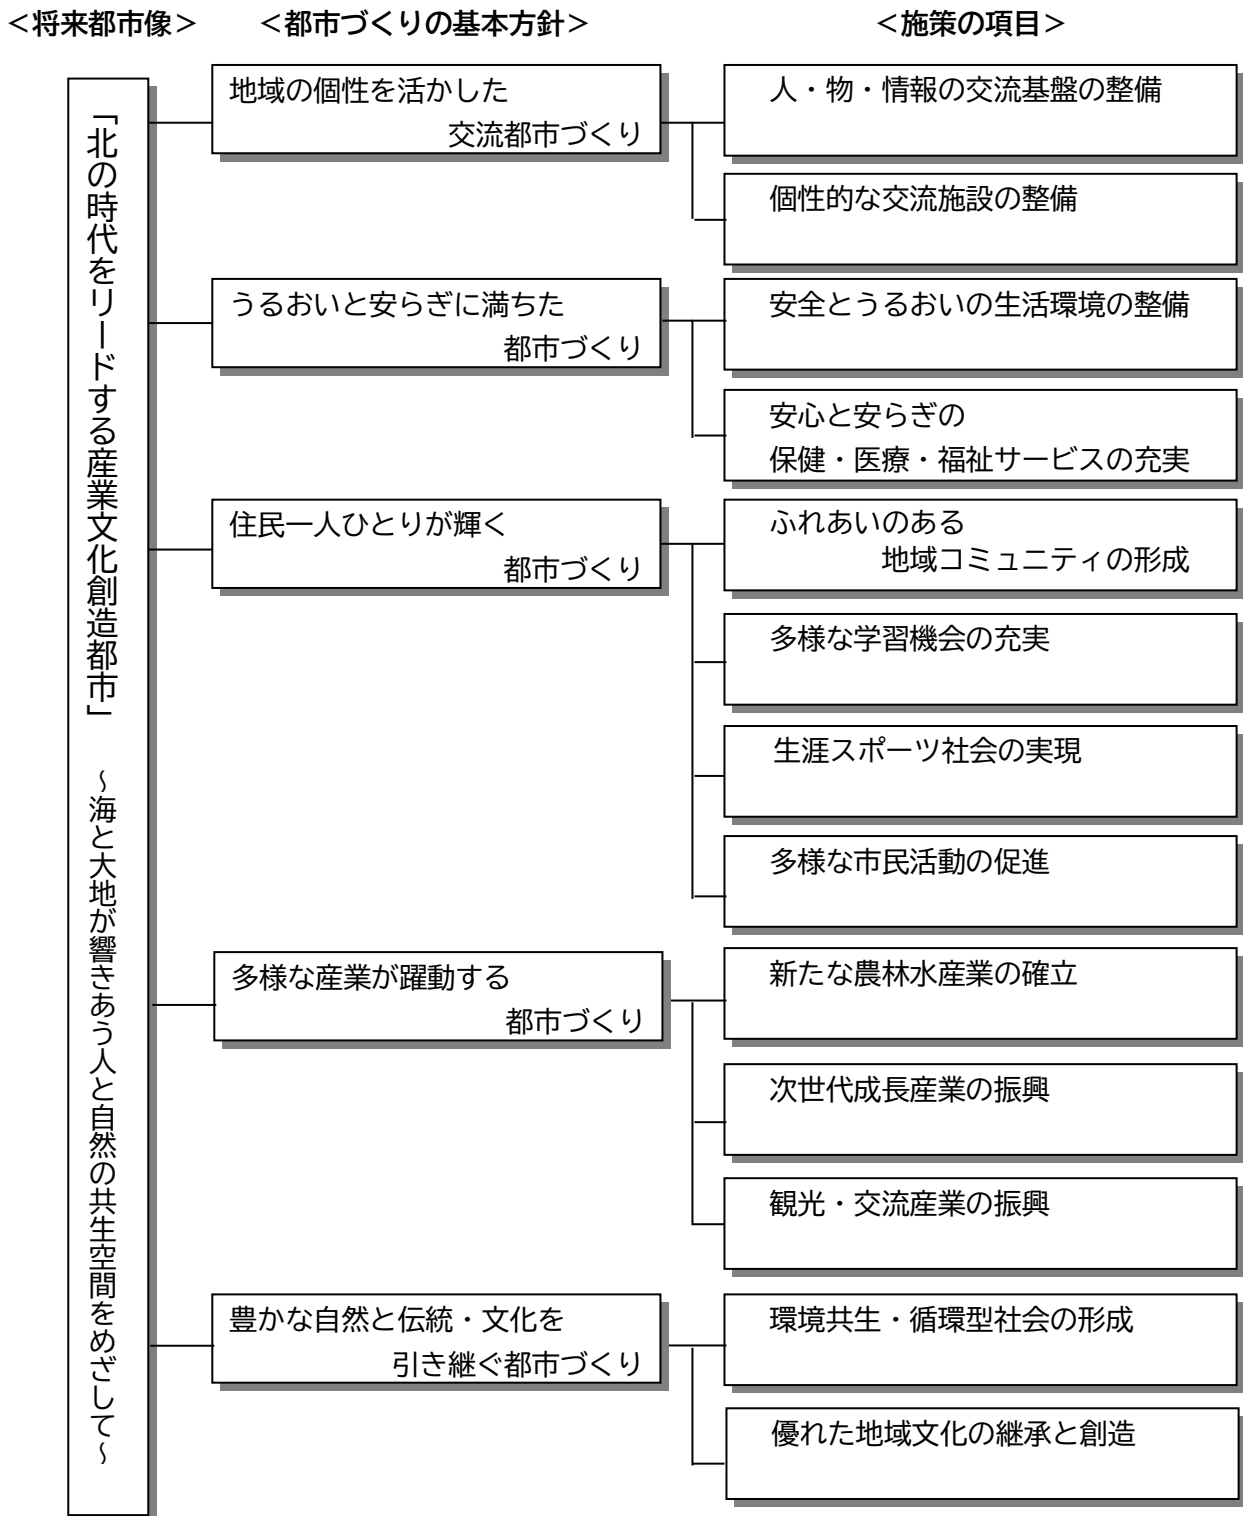 ＜将来都市像＞
＜都市づくりの基本方針＞
＜施策の項目＞
「北の時代をリードする産業文化創造都市」
～海と大地が響きあう人と自然の共生空間をめざして～
地域の個性を活かした
交流都市づくり
人・物・情報の交流基盤の整備
個性的な交流施設の整備
うるおいと安らぎに満ちた
都市づくり
安全とうるおいの生活環境の整備
安心と安らぎの
保健・医療・福祉サービスの充実
住民一人ひとりが輝く
都市づくり
ふれあいのある
地域コミュニティの形成
多様な学習機会の充実
生涯スポーツ社会の実現
多様な市民活動の促進
多様な産業が躍動する
都市づくり
新たな農林水産業の確立
次世代成長産業の振興
観光・交流産業の振興
豊かな自然と伝統・文化を
引き継ぐ都市づくり
環境共生・循環型社会の形成
優れた地域文化の継承と創造